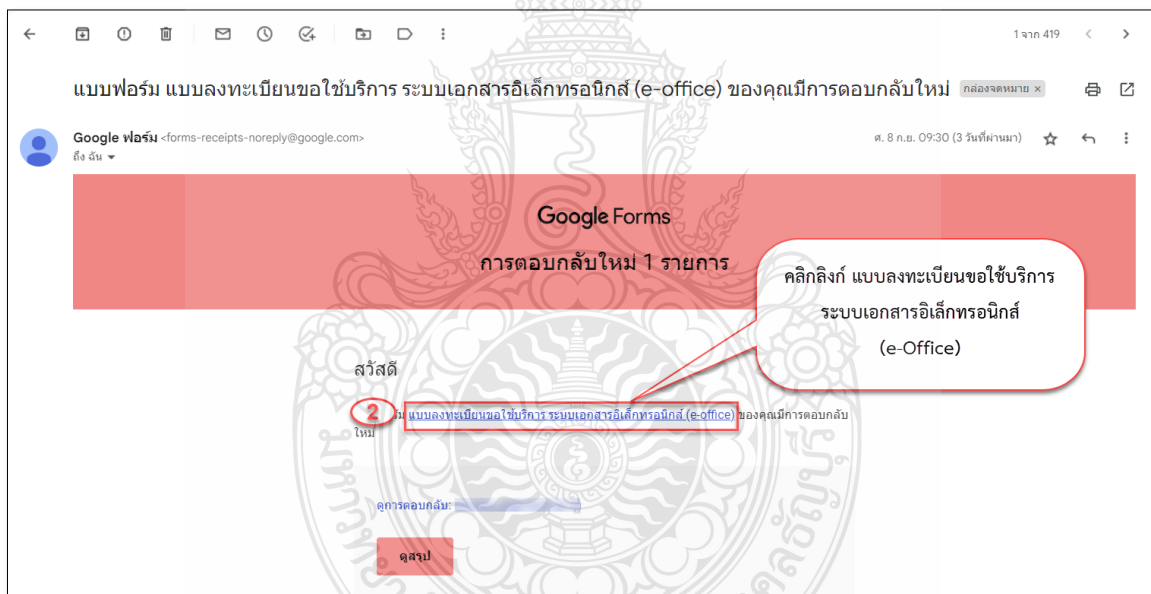 1 จาก 419
แบบฟอร์ม แบบลงทะเบียนขอใช้บริการ ระบบเอกสารอิเล็กทรอนิกส์ (e-office) ของคุณมีการตอบกลับใหม่ กล่องจดหมาย ×
Google ฟอร์ม <forms-receipts-noreply@google.com>
ศ. 8 ก.ย. 09:30 (3 วันที่ผ่านมา)
ถึง ฉัน
Google Forms
การตอบกลับใหม่ 1 รายการ
คลิกลิงก์ แบบลงทะเบียนขอใช้บริการ
ระบบเอกสารอิเล็กทรอนิกส์
(e-Office)
สวัสดี
2 แบบลงทะเบียนขอใช้บริการ ระบบเอกสารอิเล็กทรอนิกส์ (e-office) ของคุณมีการตอบกลับ
ใหม่
ดูการตอบกลับ:
ดูสรุป